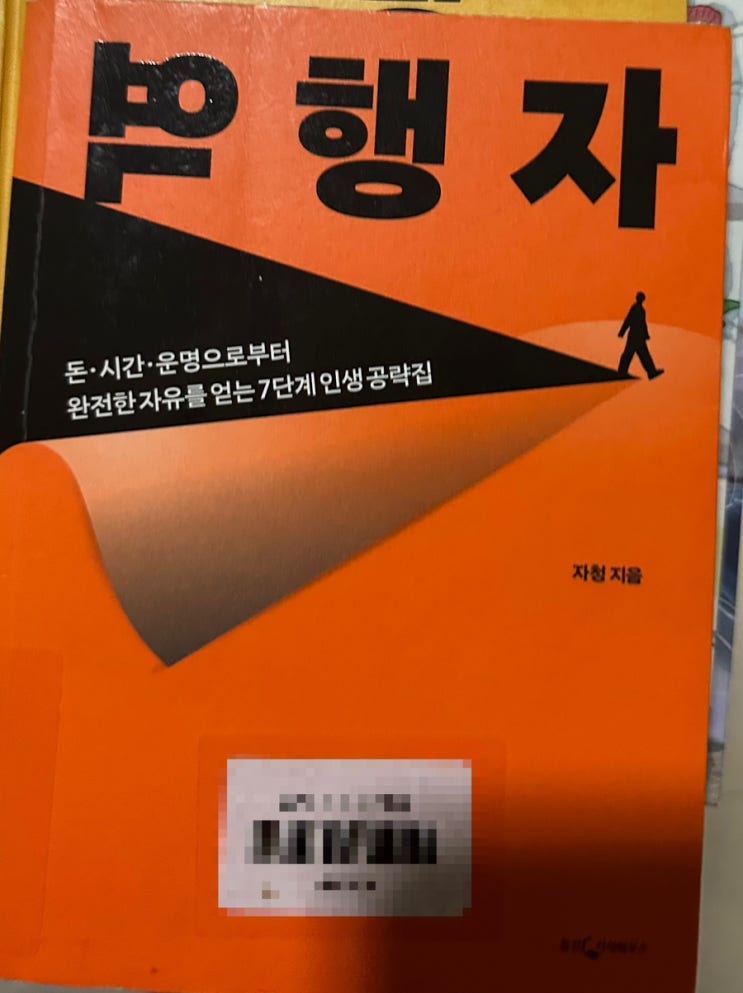 역행자
돈·시간·운명으로부터
완전한 자유를 얻는 7단계 인생 공략집
자청 지음